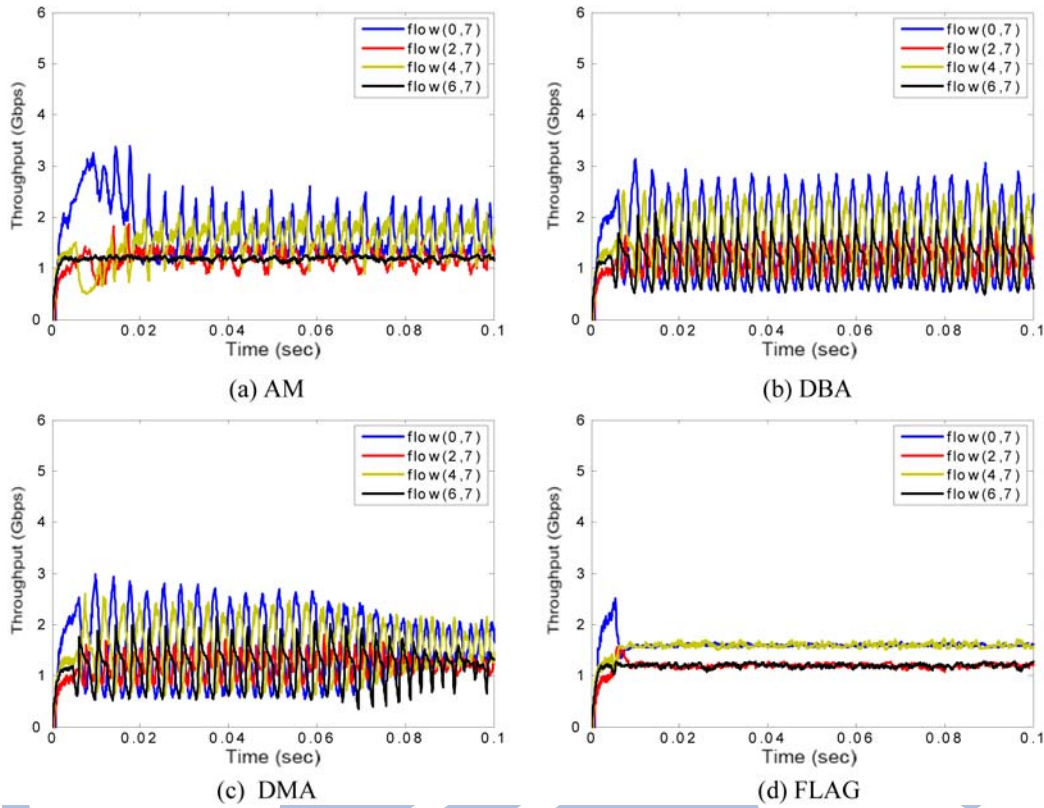 6
5
4
3
2
1
0
Throughput (Gbps)
flow(0,7)
flow(2,7)
flow(4,7)
flow(6,7)
0 0.02 0.04 0.06 0.08 0.1
Time (sec)
(a) AM
6
5
4
3
2
1
0
Throughput (Gbps)
flow(0,7)
flow(2,7)
flow(4,7)
flow(6,7)
0 0.02 0.04 0.06 0.08 0.1
Time (sec)
(b) DBA
6
5
4
3
2
1
0
Throughput (Gbps)
flow(0,7)
flow(2,7)
flow(4,7)
flow(6,7)
0 0.02 0.04 0.06 0.08 0.1
Time (sec)
(c) DMA
6
5
4
3
2
1
0
Throughput (Gbps)
flow(0,7)
flow(2,7)
flow(4,7)
flow(6,7)
0 0.02 0.04 0.06 0.08 0.1
Time (sec)
(d) FLAG